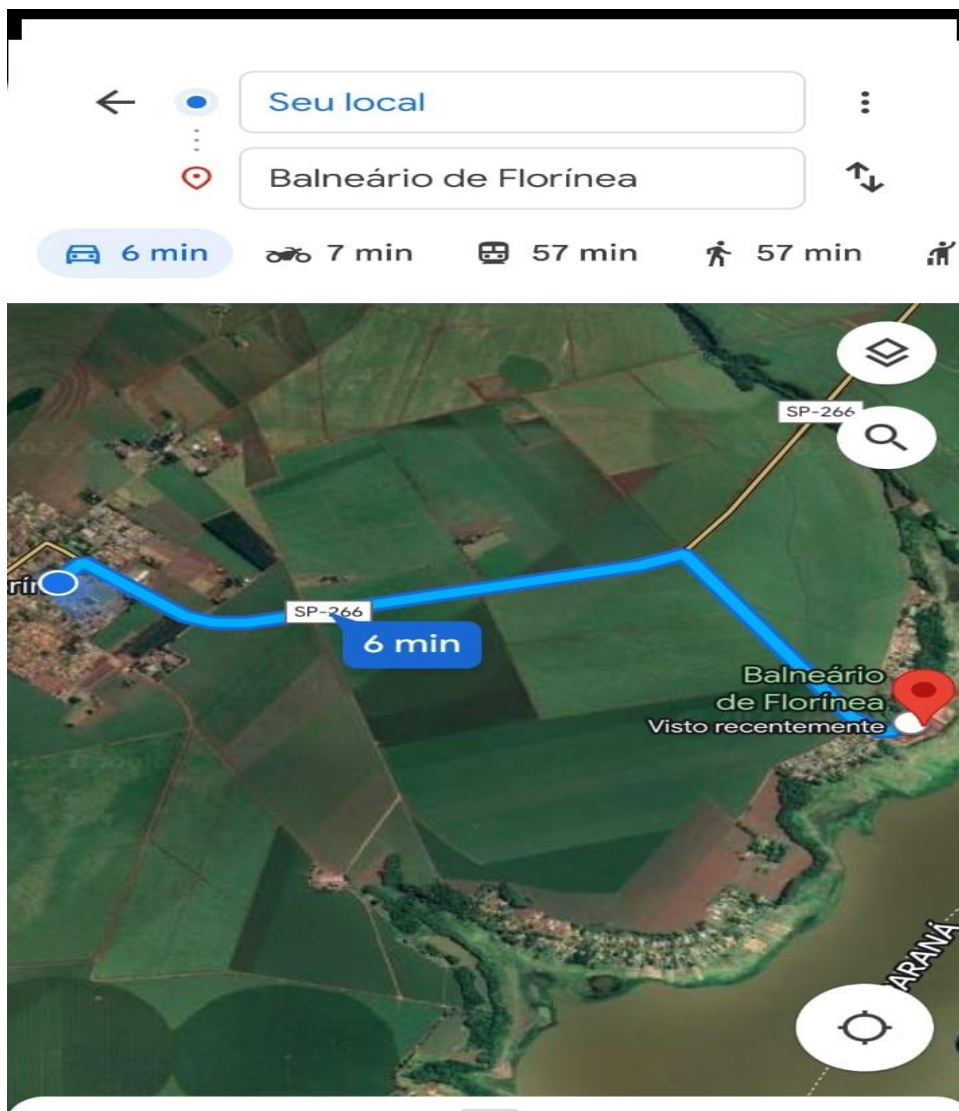 Seu local
Balneário de Florínea
6 min
7 min
57 min
57 min
SP-266
SP-266
6 min
Balneário
de Florínea
Visto recentemente
ARANÁ